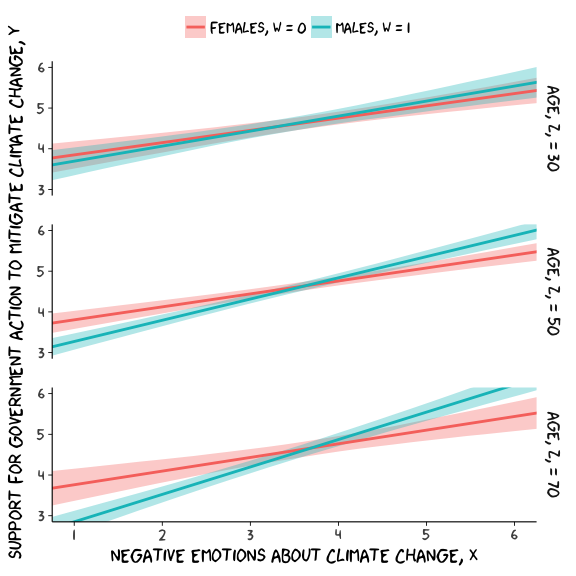 FEMALES, W = 0 MALES, W = 1
SUPPORT FOR GOVERNMENT ACTION TO MITIGATE CLIMATE CHANGE, Y
6
5
4
3
AGE, Z, = 30
6
5
4
3
AGE, Z, = 50
6
5
4
3
AGE, Z, = 70
1 2 3 4 5 6
NEGATIVE EMOTIONS ABOUT CLIMATE CHANGE, X